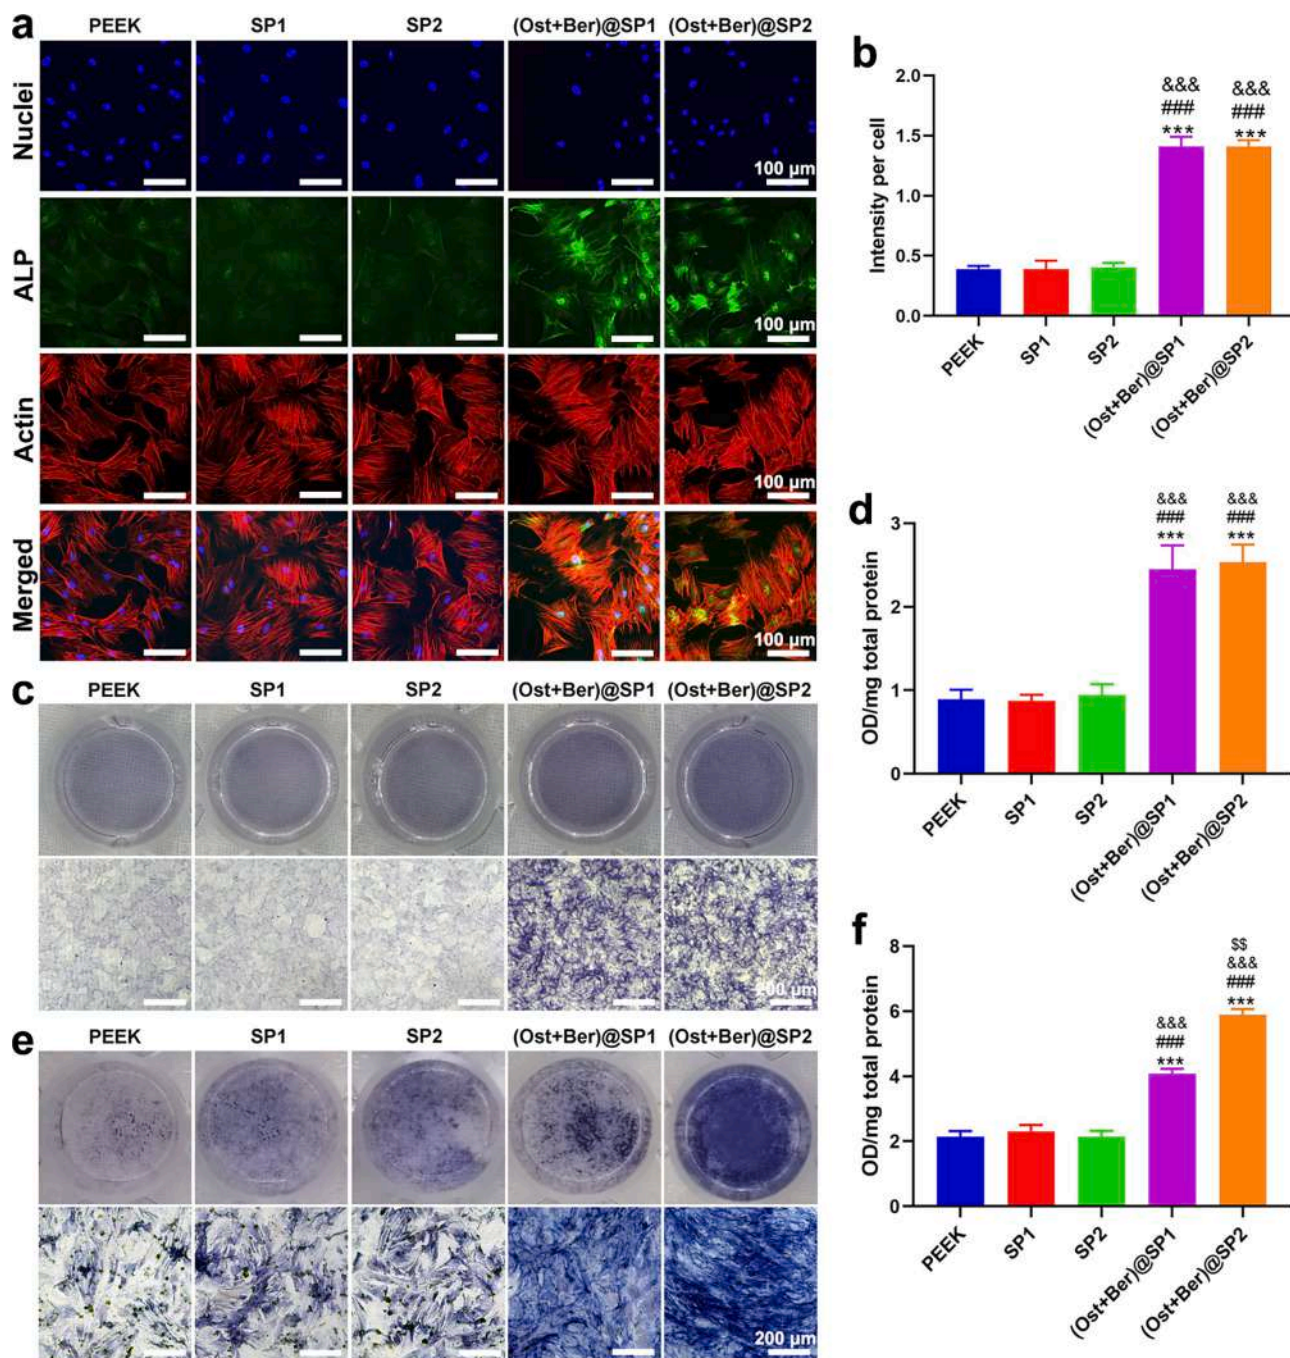 a
PEEK SP1 SP2 (Ost+Ber)@SP1 (Ost+Ber)@SP2
Nuclei
100 µm
ALP
100 µm
Actin
100 µm
Merged
100 µm
b
Intensity per cell
2.0
1.5
1.0
0.5
0.0
&&& &&&
### ###
*** ***
PEEK SP1 SP2 (Ost+Ber)@SP1 (Ost+Ber)@SP2
c
PEEK SP1 SP2 (Ost+Ber)@SP1 (Ost+Ber)@SP2
200 µm
d
OD/mg total protein
3
2
1
0
&&& &&&
### ###
*** ***
PEEK SP1 SP2 (Ost+Ber)@SP1 (Ost+Ber)@SP2
e
PEEK SP1 SP2 (Ost+Ber)@SP1 (Ost+Ber)@SP2
200 µm
f
OD/mg total protein
8
6
4
2
0
$$
&&& &&&
### ###
*** ***
PEEK SP1 SP2 (Ost+Ber)@SP1 (Ost+Ber)@SP2